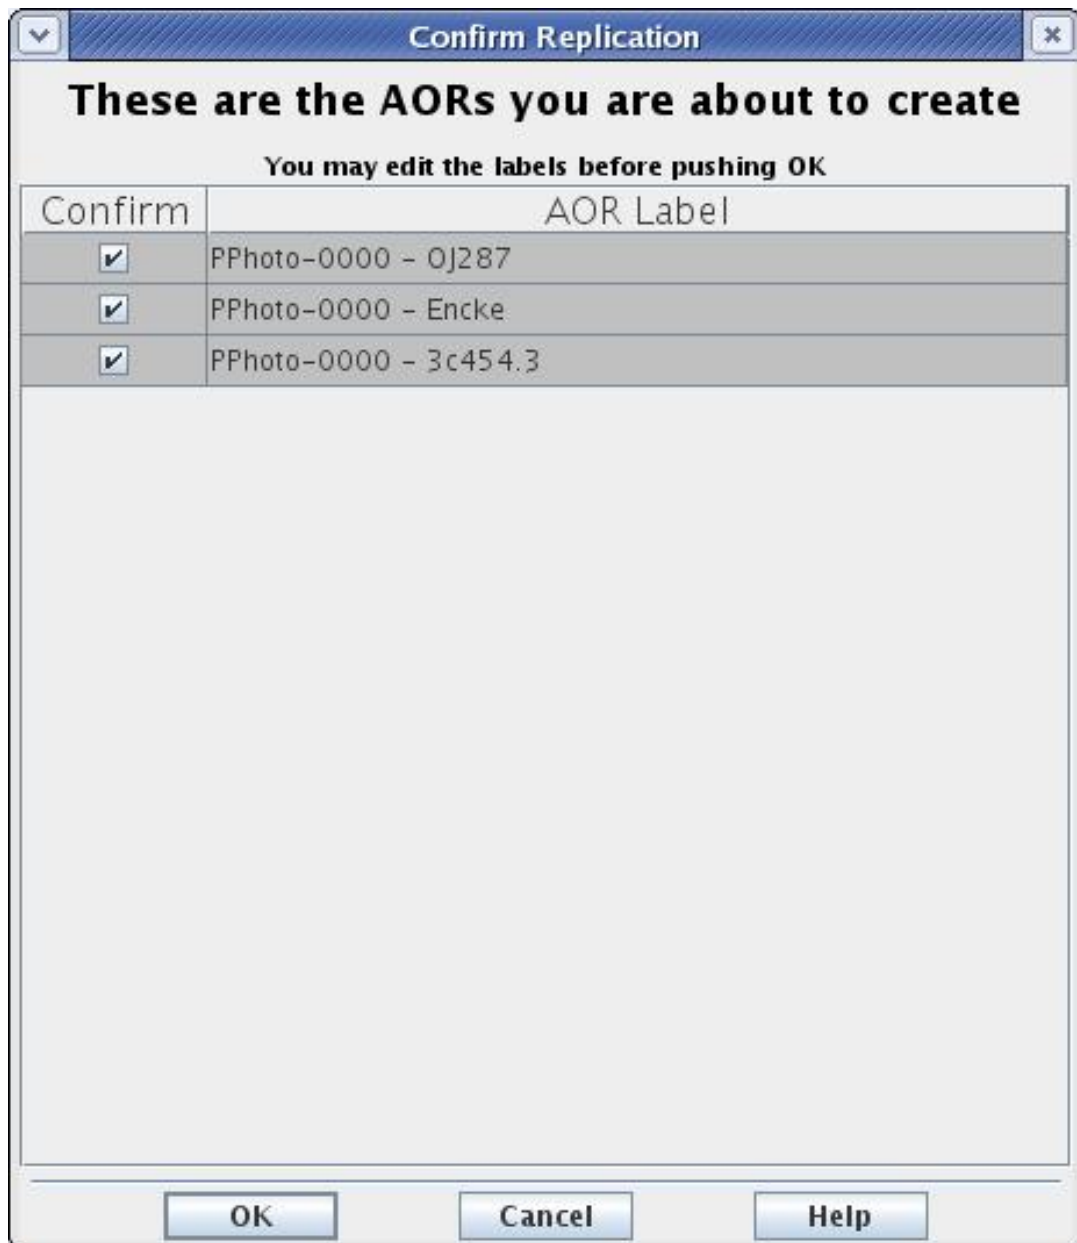 Confirm Replication
These are the AORs you are about to create
You may edit the labels before pushing OK
Confirm AOR Label
PPhoto-0000 - OJ287
PPhoto-0000 - Encke
PPhoto-0000 - 3c454.3
OK Cancel Help